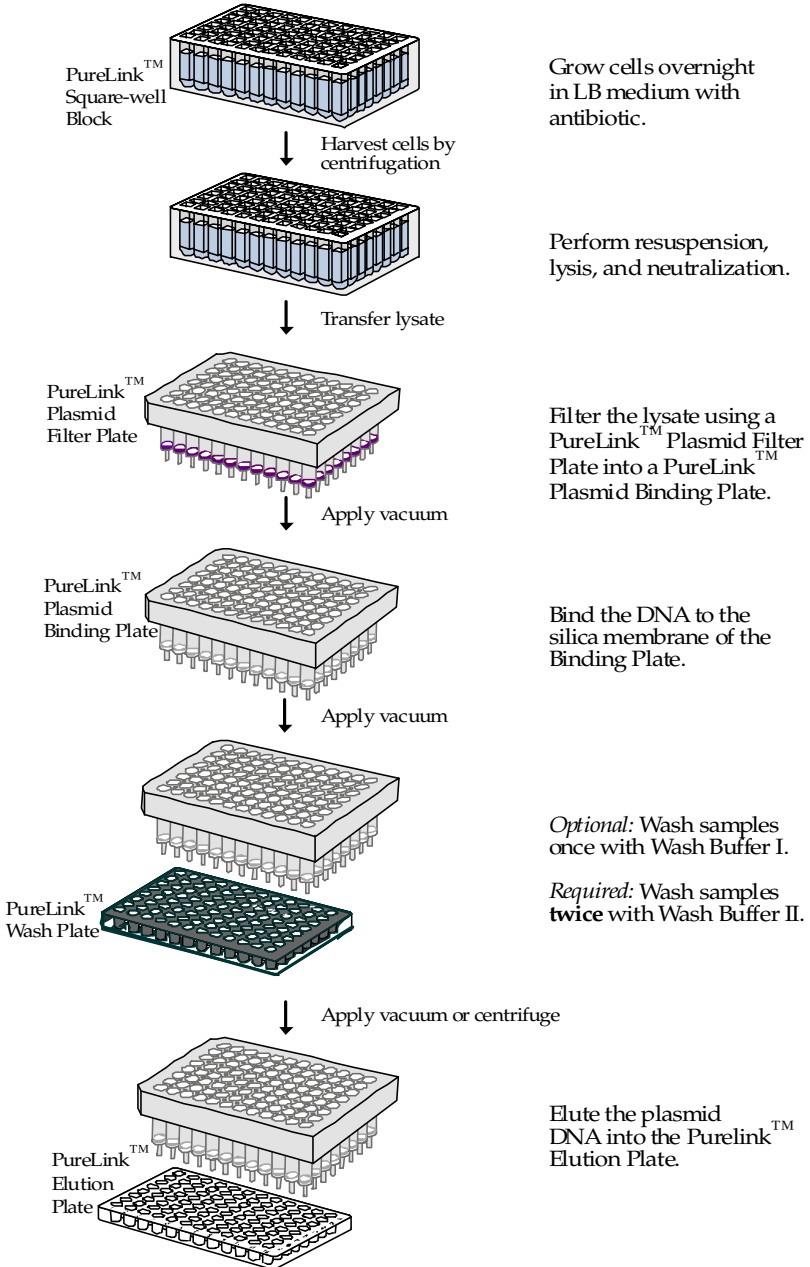 PureLink™
Square-well
Block
Grow cells overnight
in LB medium with
antibiotic.
Harvest cells by
centrifugation
Perform resuspension,
lysis, and neutralization.
Transfer lysate
PureLink™
Plasmid
Filter Plate
Filter the lysate using a
PureLink™ Plasmid Filter
Plate into a PureLink™
Plasmid Binding Plate.
Apply vacuum
PureLink™
Plasmid
Binding Plate
Bind the DNA to the
silica membrane of the
Binding Plate.
Apply vacuum
Optional: Wash samples
once with Wash Buffer I.
Required: Wash samples
twice with Wash Buffer II.
PureLink™
Wash Plate
Apply vacuum or centrifuge
Elute the plasmid
DNA into the Purelink™
Elution Plate.
PureLink™
Elution
Plate